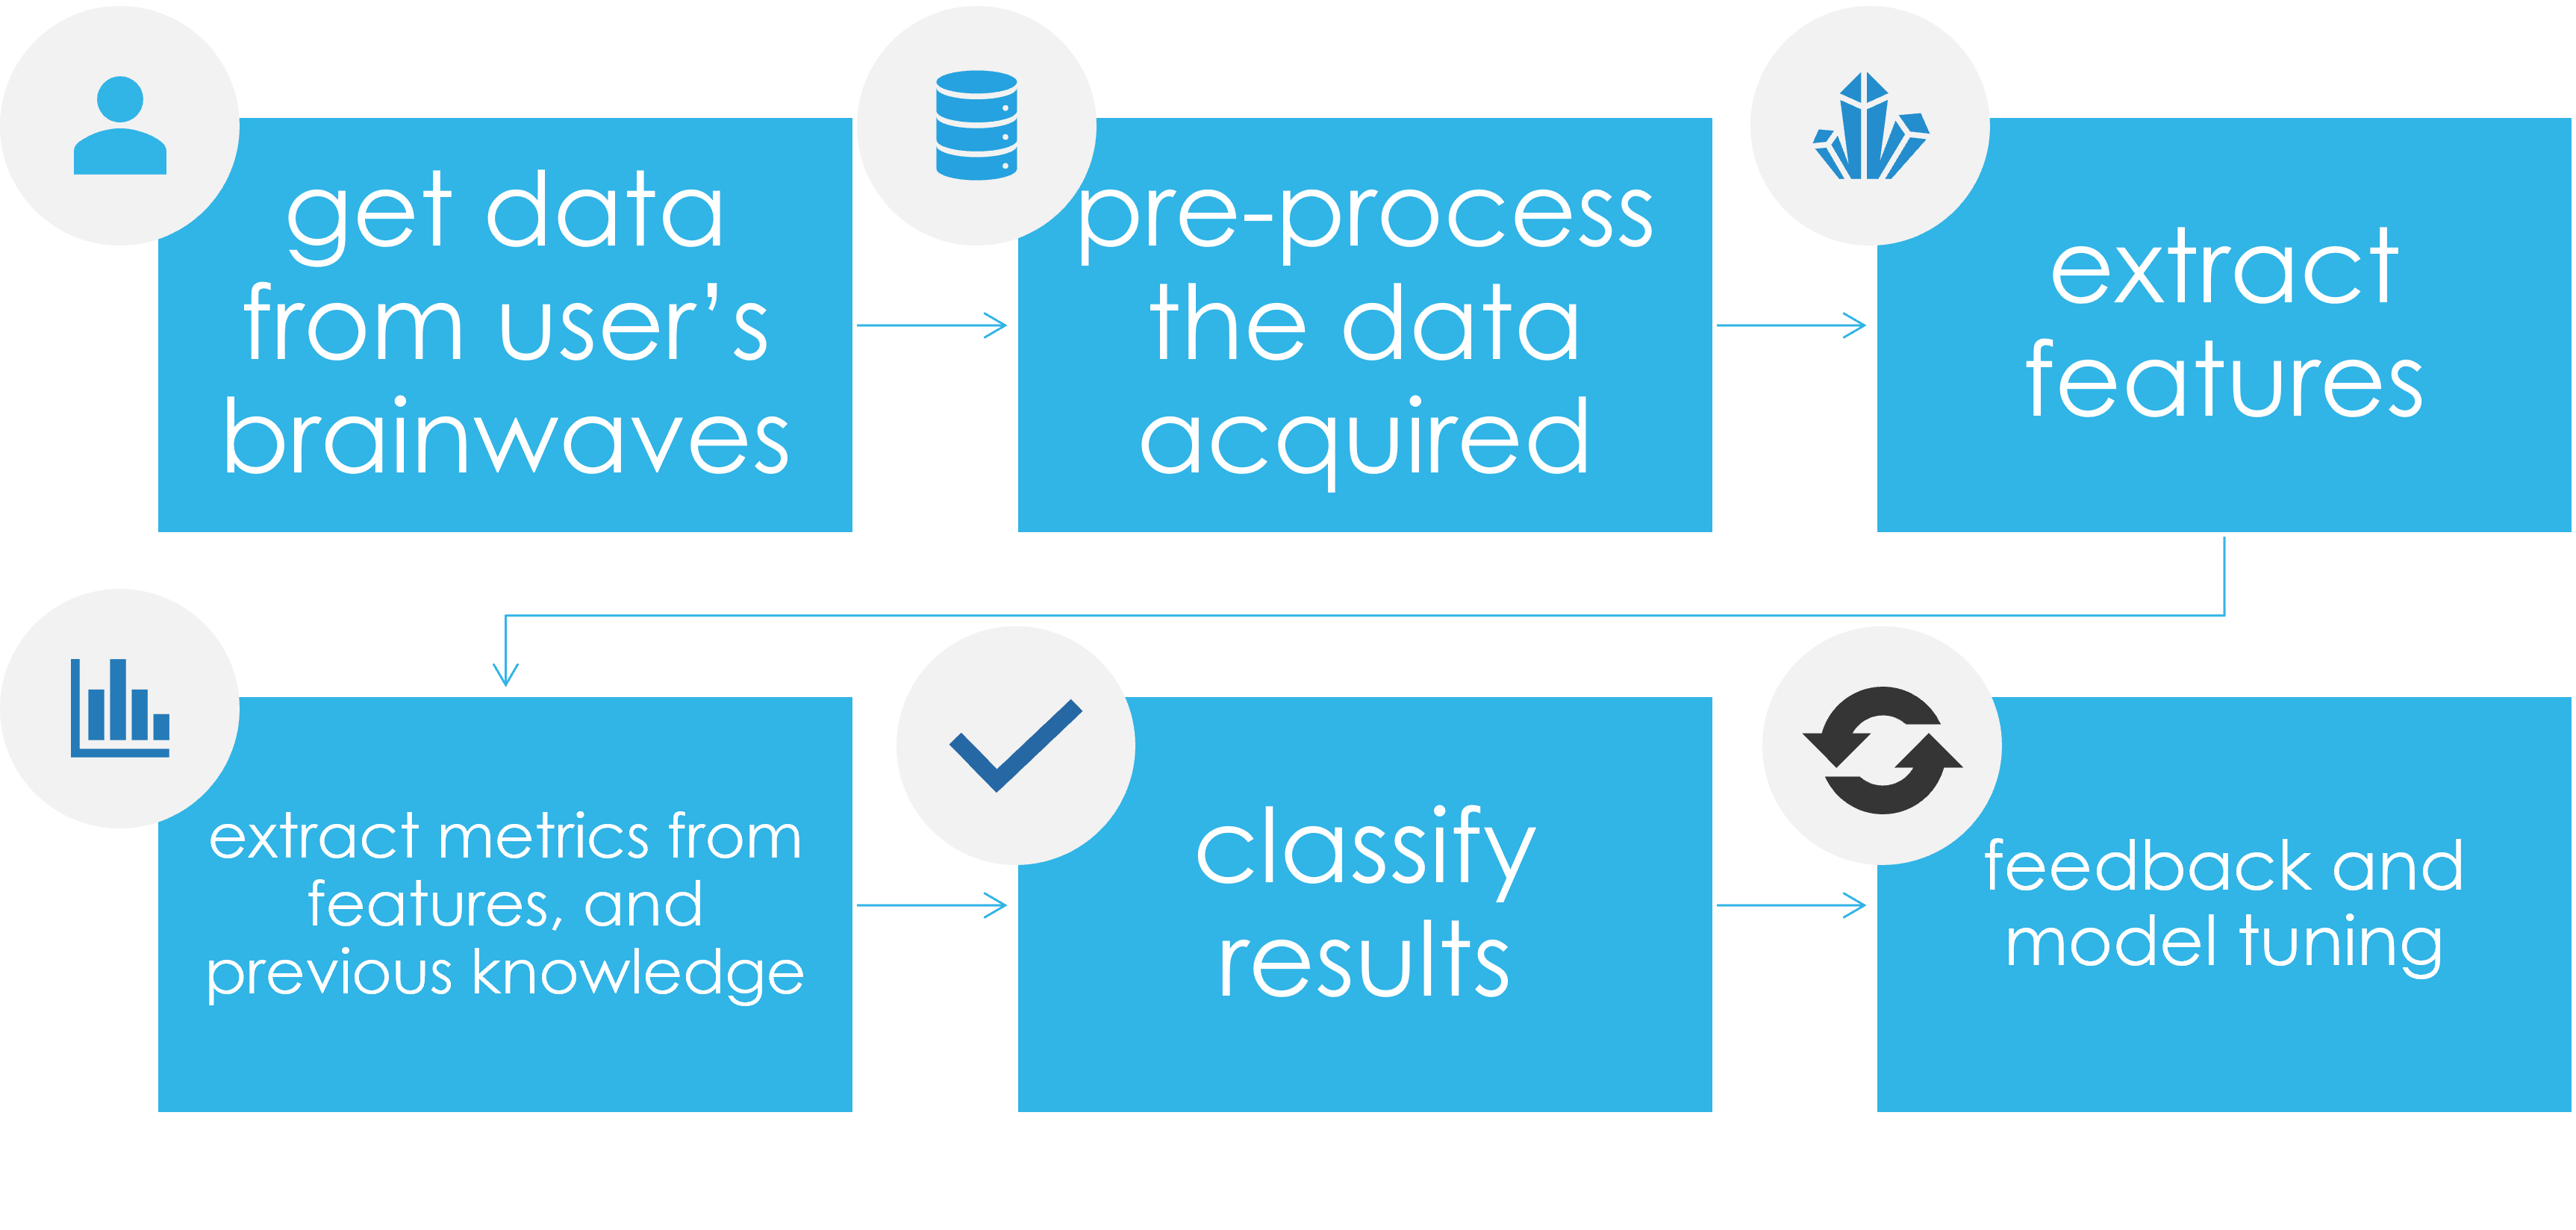 get data
from user’s
brainwaves
pre-process
the data
acquired
extract
features
extract metrics from
features, and
previous knowledge
classify
results
feedback and
model tuning